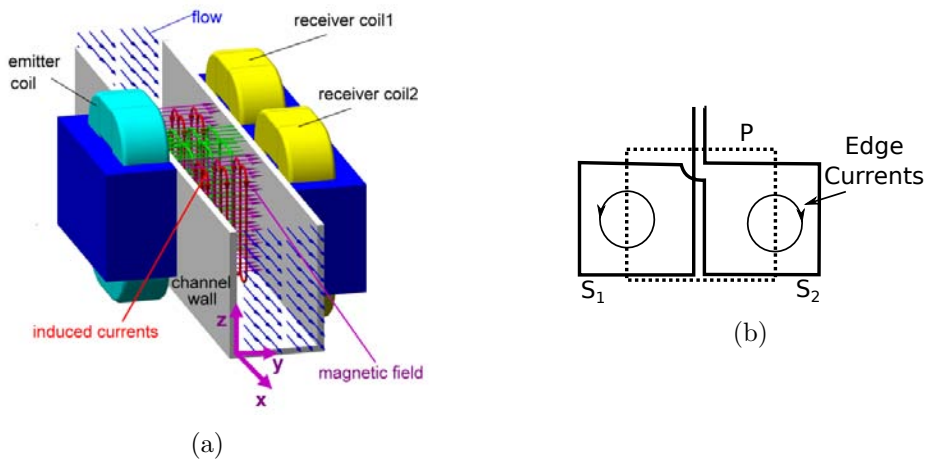 flow
receiver coil1
emitter
coil
receiver coil2
channel
wall
induced currents
z
y
x
magnetic field
(a)
P
Edge
Currents
S1
S2
(b)